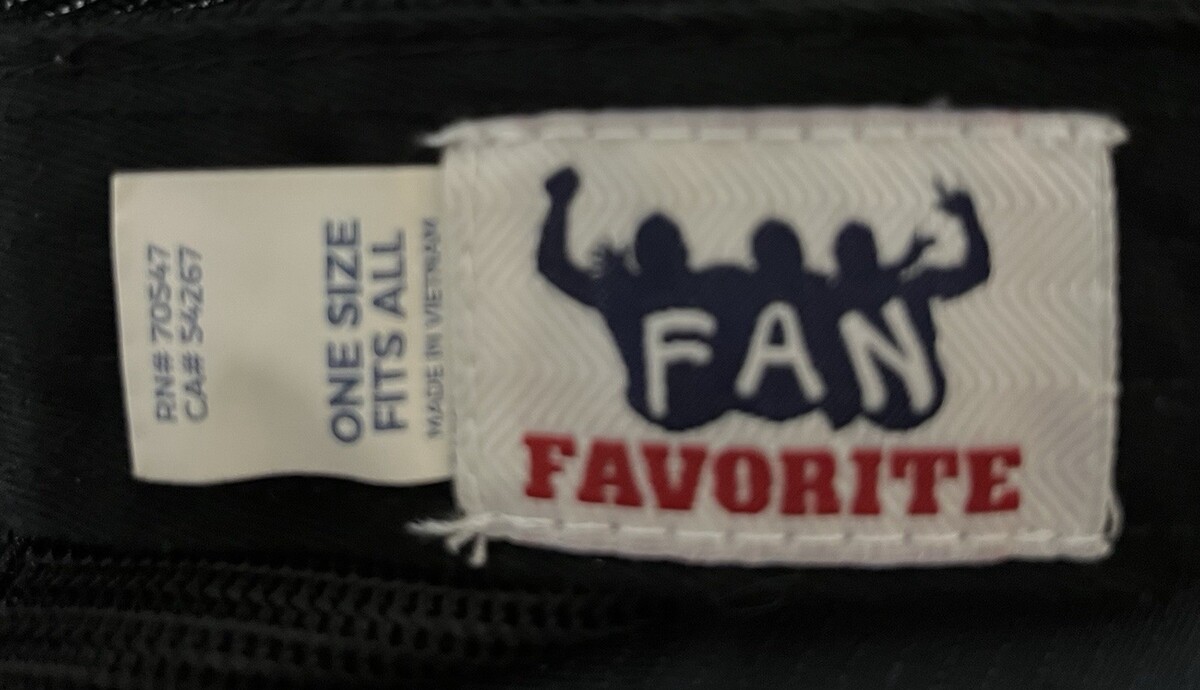 RN# 70547
CA# 54267
ONE SIZE
FITS ALL
MADE IN VIETNAM
FAN
FAVORITE